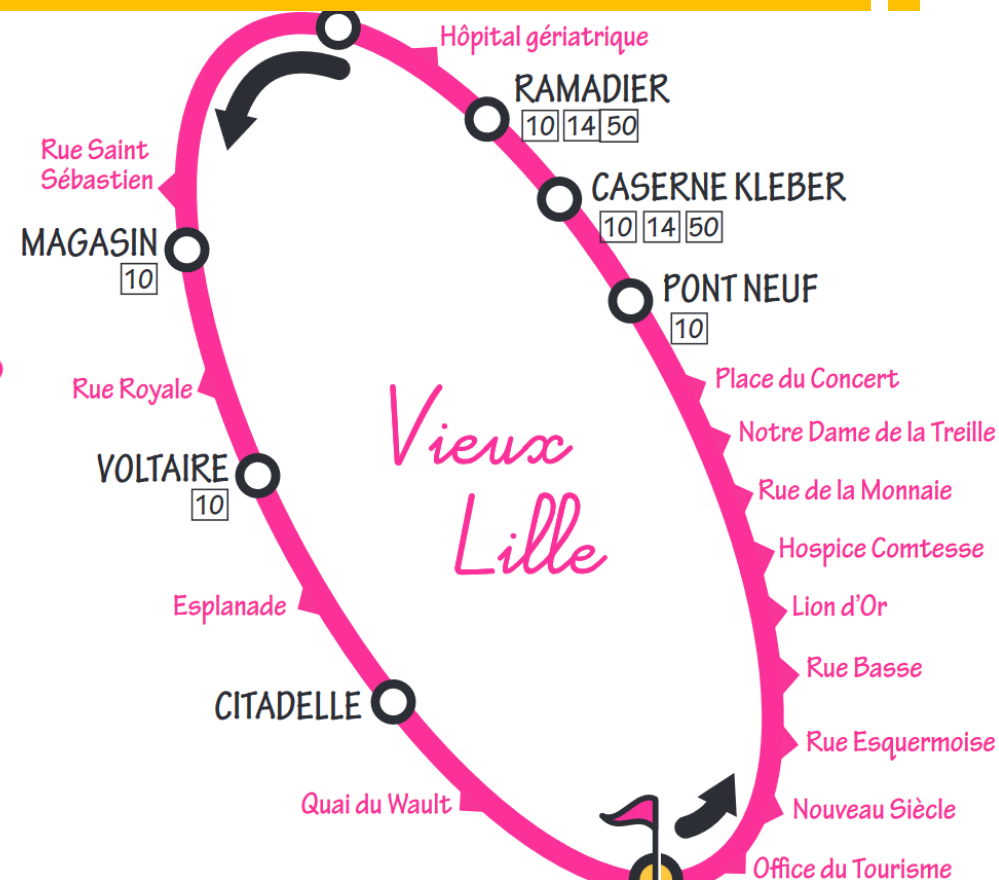 Hôpital gériatrique
RAMADIER
10 14 50
Rue Saint
Sébastien
CASERNE KLEBER
10 14 50
MAGASIN
10
PONT NEUF
10
Rue Royale
Place du Concert
Notre Dame de la Treille
VOLTAIRE
10
Rue de la Monnaie
Vieux
Lille
Hospice Comtesse
Esplanade
Lion d'Or
Rue Basse
CITADELLE
Rue Esquermoise
Quai du Wault
Nouveau Siècle
Office du Tourisme